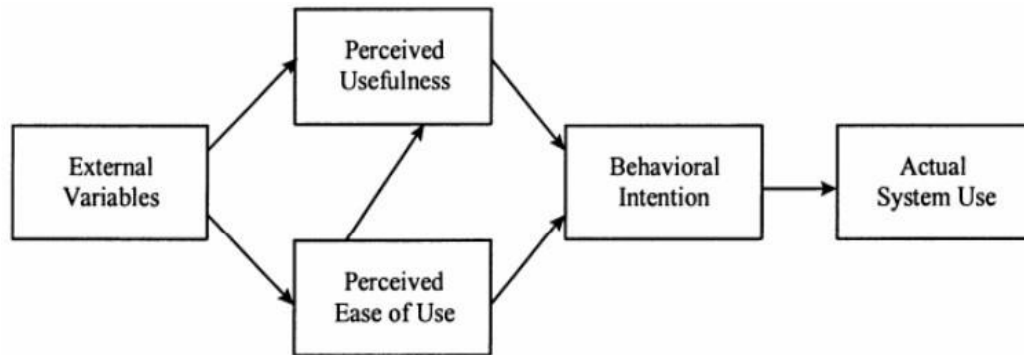 Perceived
Usefulness
External
Variables
Behavioral
Intention
Actual
System Use
Perceived
Ease of Use